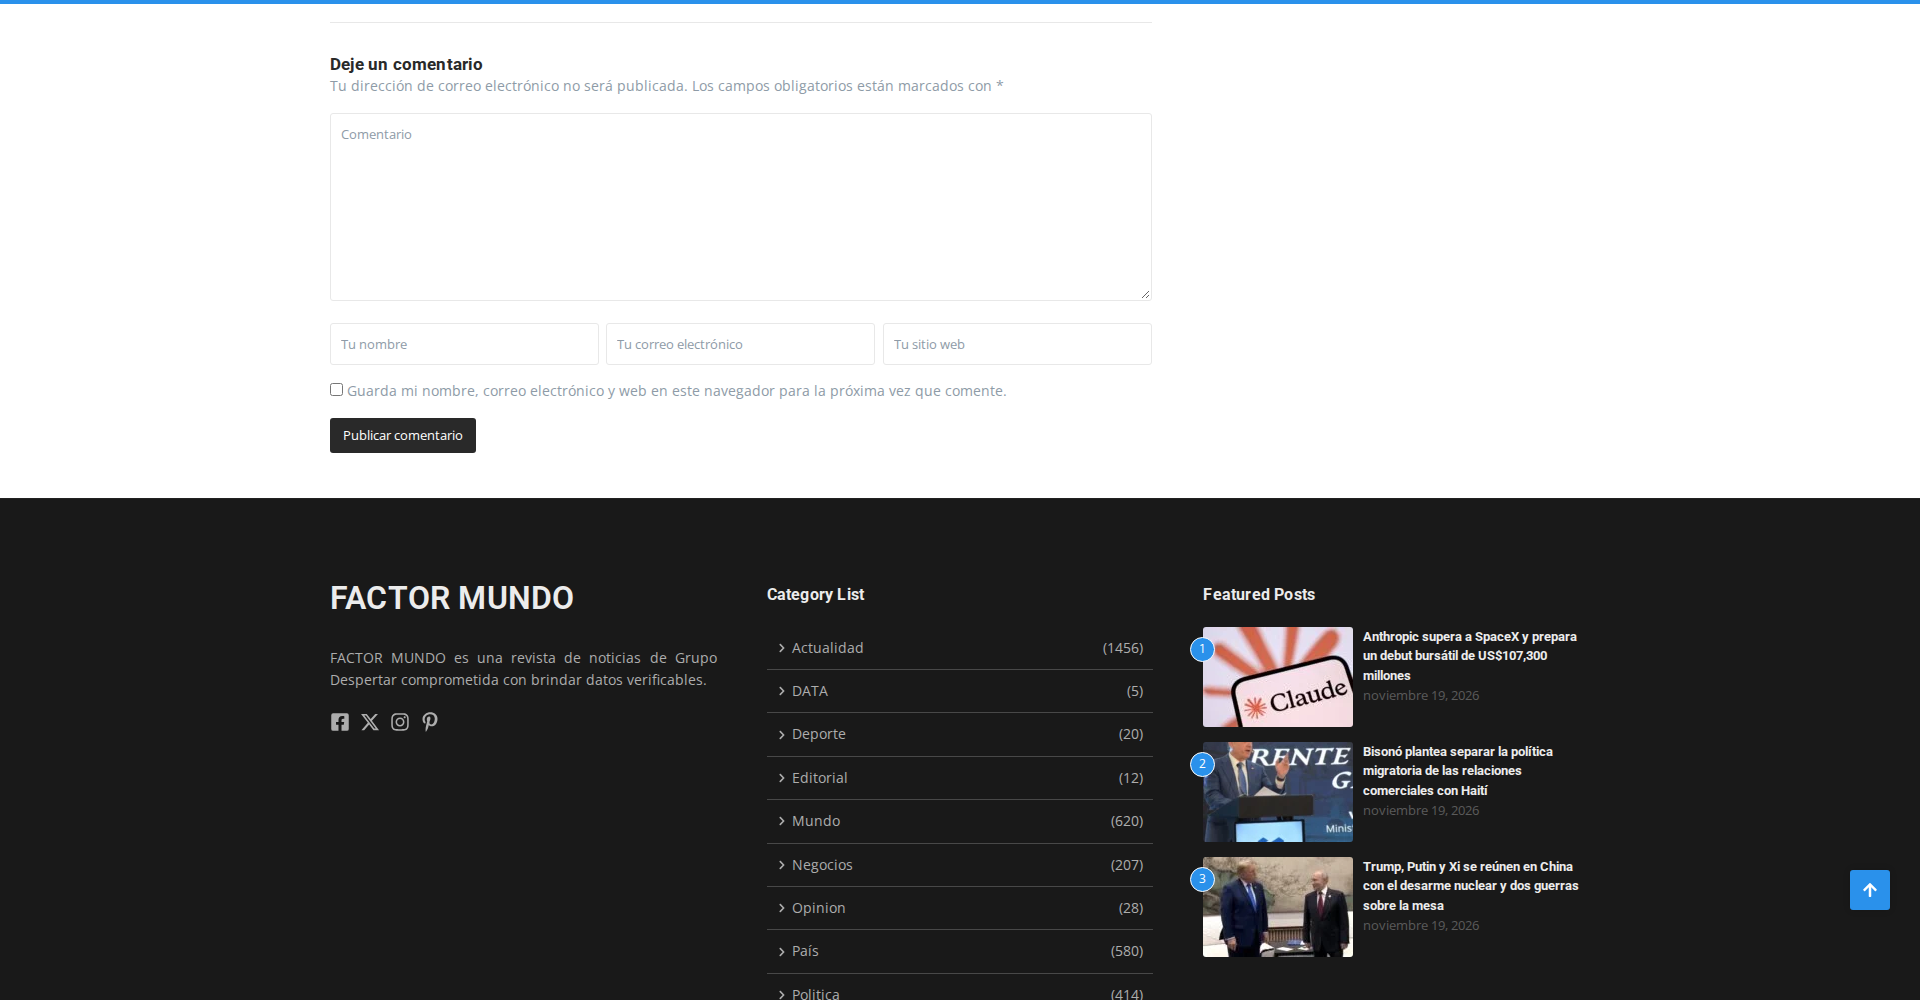 Deje un comentario
Tu dirección de correo electrónico no será publicada. Los campos obligatorios están marcados con *
Comentario
Tu nombre
Tu correo electrónico
Tu sitio web
Guarda mi nombre, correo electrónico y web en este navegador para la próxima vez que comente.
Publicar comentario
FACTOR MUNDO
FACTOR MUNDO es una revista de noticias de Grupo
Despertar comprometida con brindar datos verificables.
Category List
Actualidad (1456)
DATA (5)
Deporte (20)
Editorial (12)
Mundo (620)
Negocios (207)
Opinion (28)
País (580)
Politica (414)
Featured Posts
1
Claude
Anthropic supera a SpaceX y prepara
un debut bursátil de US$107,300
millones
noviembre 19, 2026
2
RENTE
G
Minis
Bisonó plantea separar la política
migratoria de las relaciones
comerciales con Haití
noviembre 19, 2026
3
Trump, Putin y Xi se reúnen en China
con el desarme nuclear y dos guerras
sobre la mesa
noviembre 19, 2026